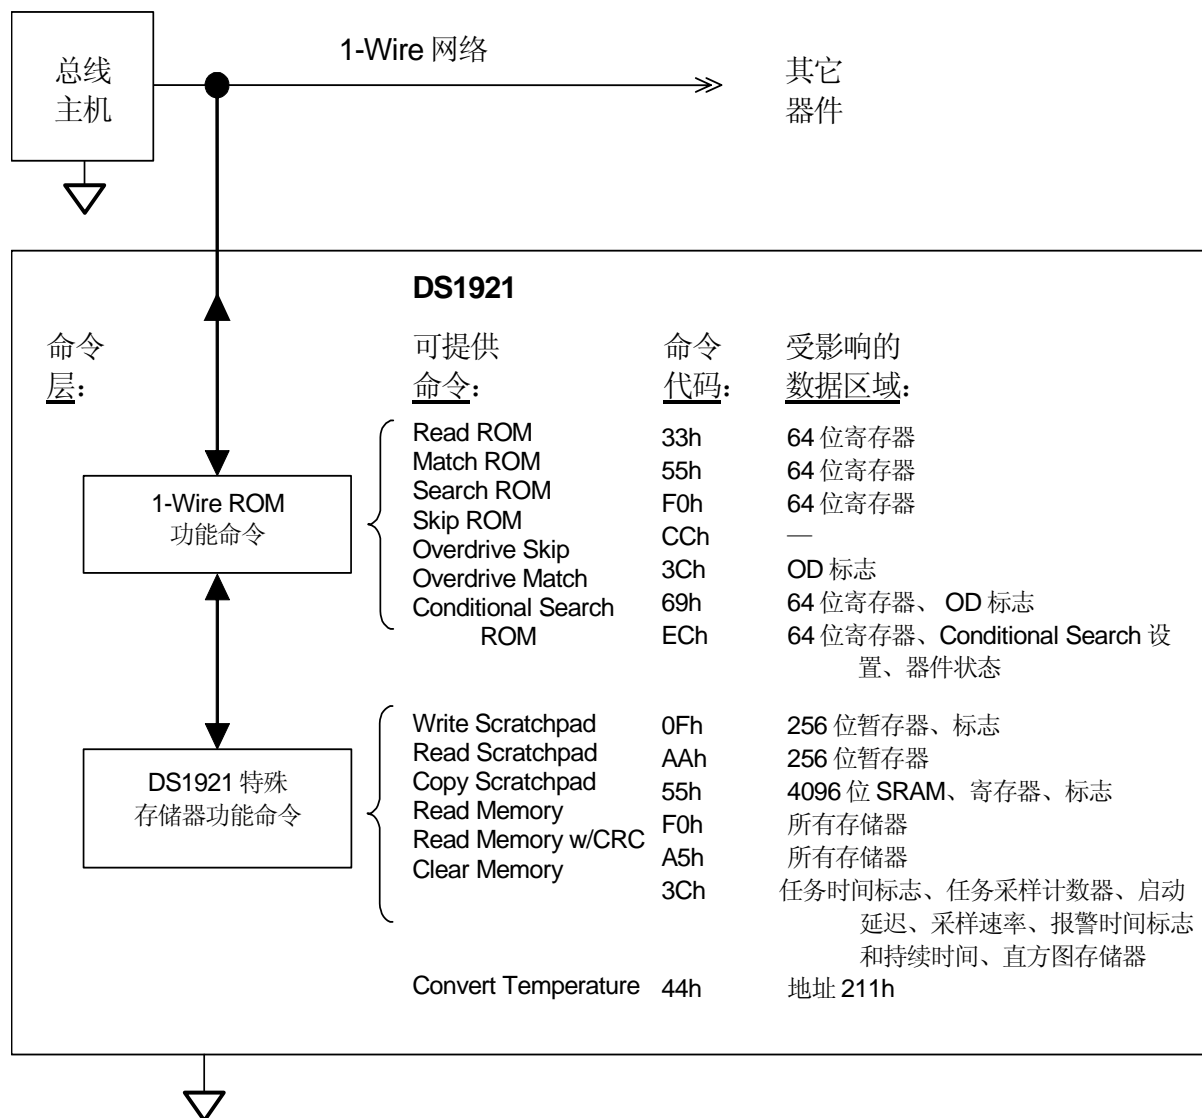 总线
主机
1-Wire 网络
其它
器件
DS1921
命令
层:
可提供
命令:
命令
代码:
受影响的
数据区域:
1-Wire ROM
功能命令
Read ROM 33h 64 位寄存器
Match ROM 55h 64 位寄存器
Search ROM F0h 64 位寄存器
Skip ROM CCh —
Overdrive Skip 3Ch OD 标志
Overdrive Match 69h 64 位寄存器、 OD 标志
Conditional Search ECh 64 位寄存器、Conditional Search 设
ROM 置、器件状态
DS1921 特殊
存储器功能命令
Write Scratchpad 0Fh 256 位暂存器、标志
Read Scratchpad AAh 256 位暂存器
Copy Scratchpad 55h 4096 位 SRAM、寄存器、标志
Read Memory F0h 所有存储器
Read Memory w/CRC A5h 所有存储器
Clear Memory 3Ch 任务时间标志、任务采样计数器、启动
延迟、采样速率、报警时间标志
和持续时间、直方图存储器
Convert Temperature 44h 地址 211h